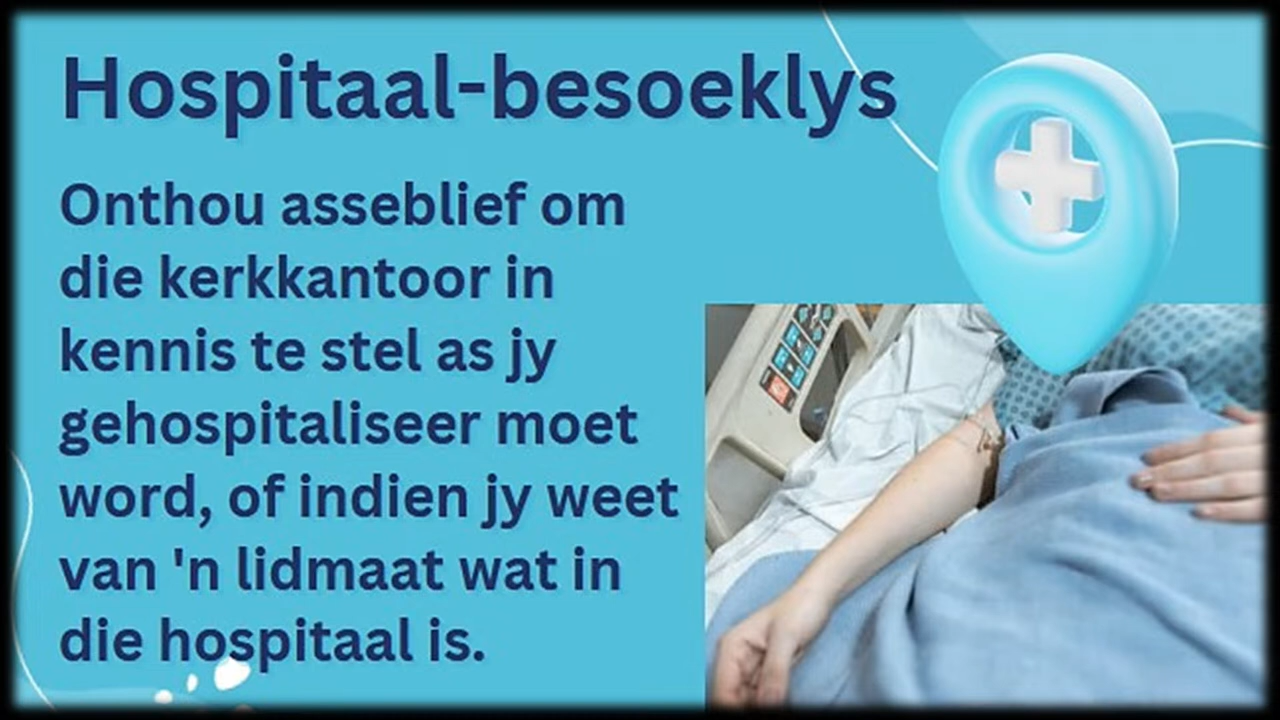 Hospitaal-besoeklys
Onthou asseblief om
die kerkkantoor in
kennis te stel as jy
gehospitaliseer moet
word, of indien jy weet
van 'n lidmaat wat in
die hospitaal is.